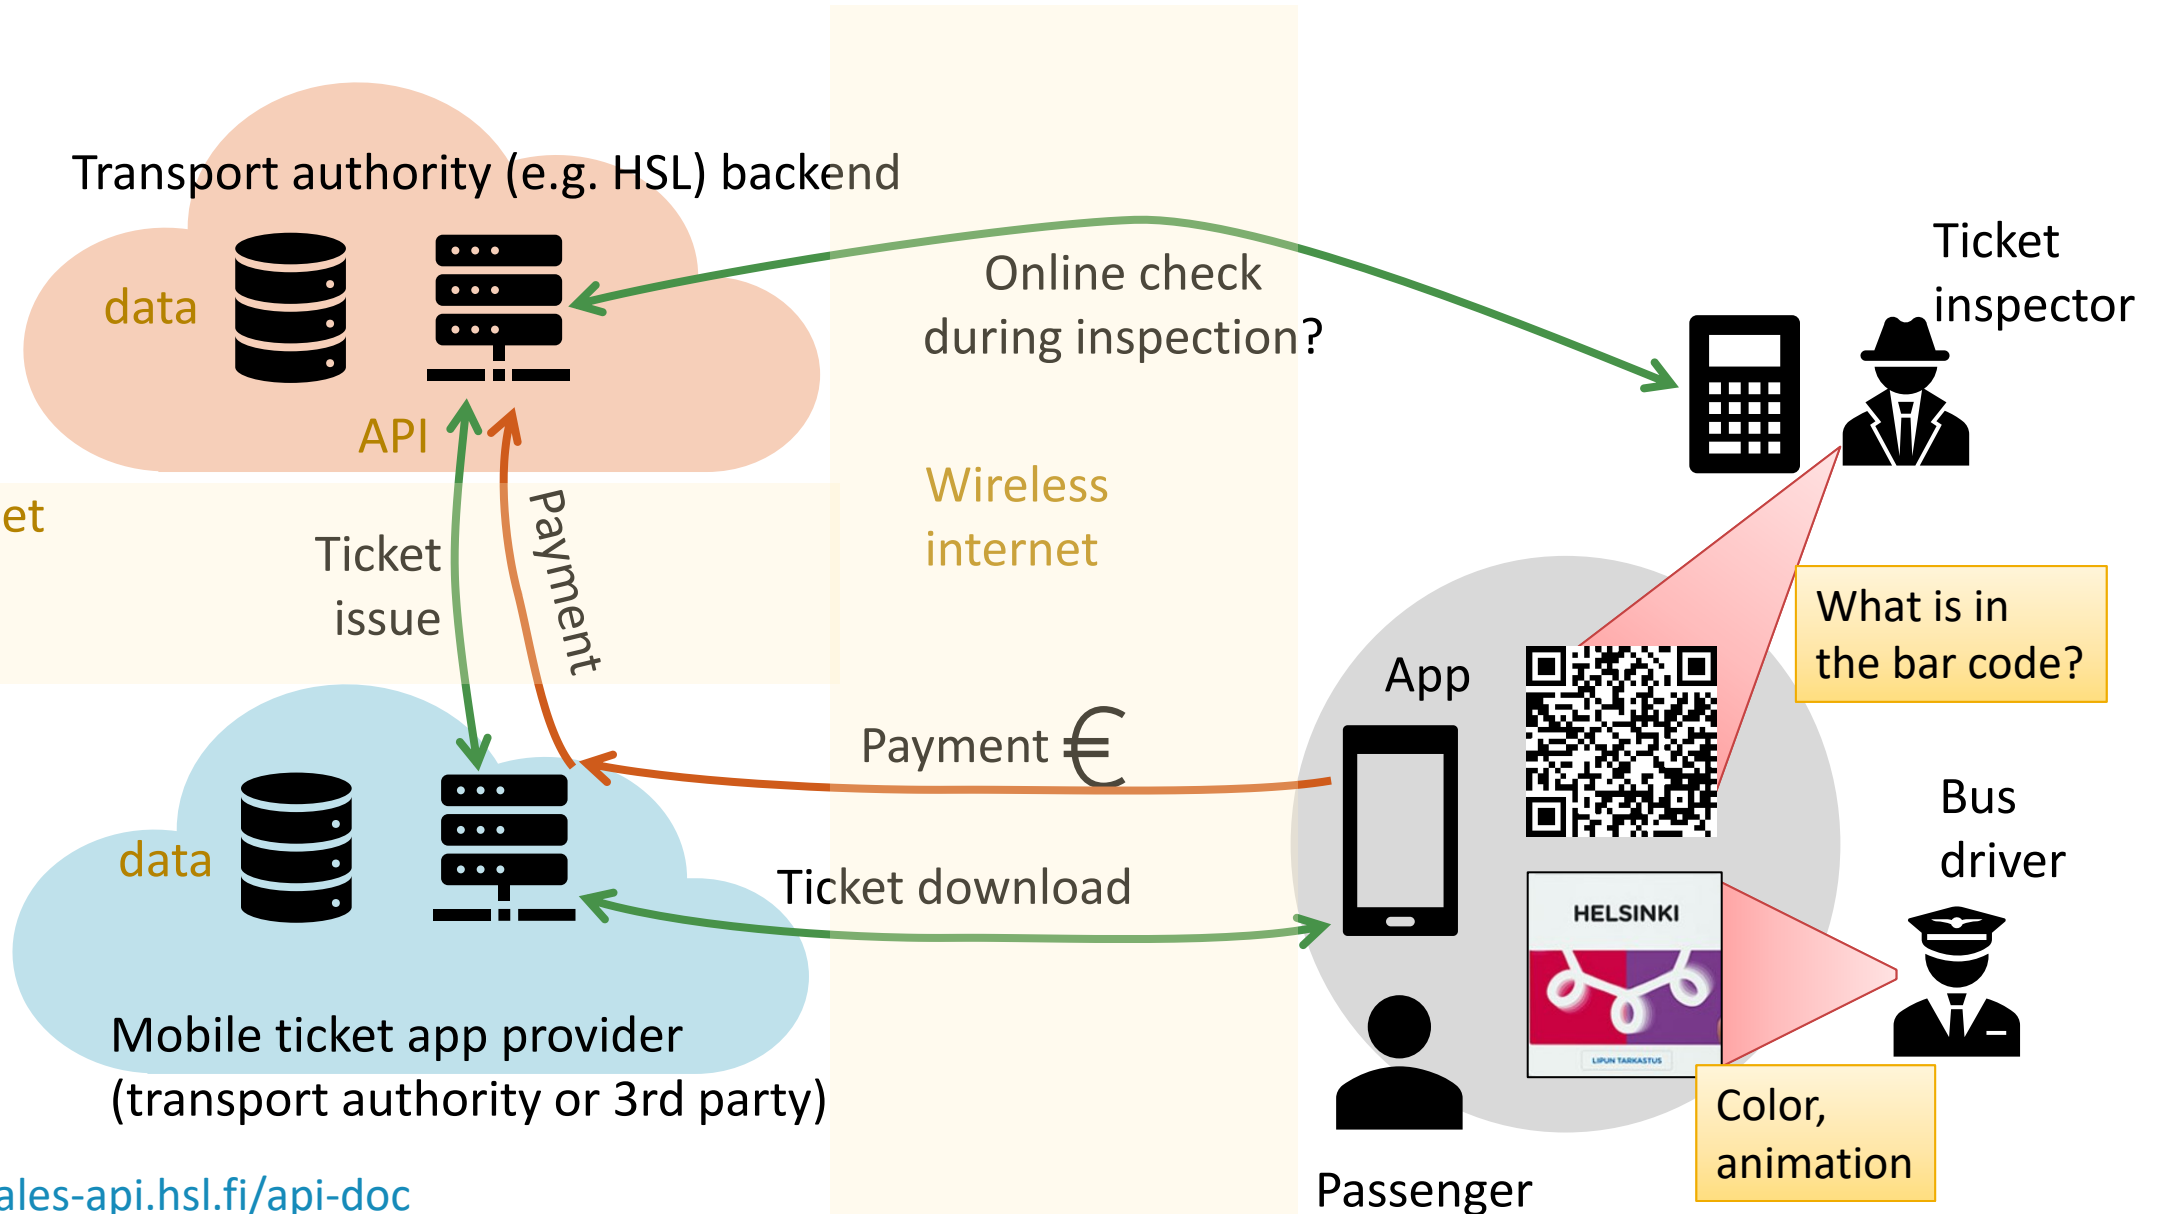 Transport authority (e.g. HSL) backend
data
API
Online check
during inspection?
Ticket
inspector
et
Ticket
issue
Payment
Wireless
internet
What is in
the bar code?
App
Payment €
data
Ticket download
Bus
driver
HELSINKI
LIPUN TARKASTUS
Mobile ticket app provider
(transport authority or 3rd party)
Color,
animation
Passenger
ales-api.hsl.fi/api-doc